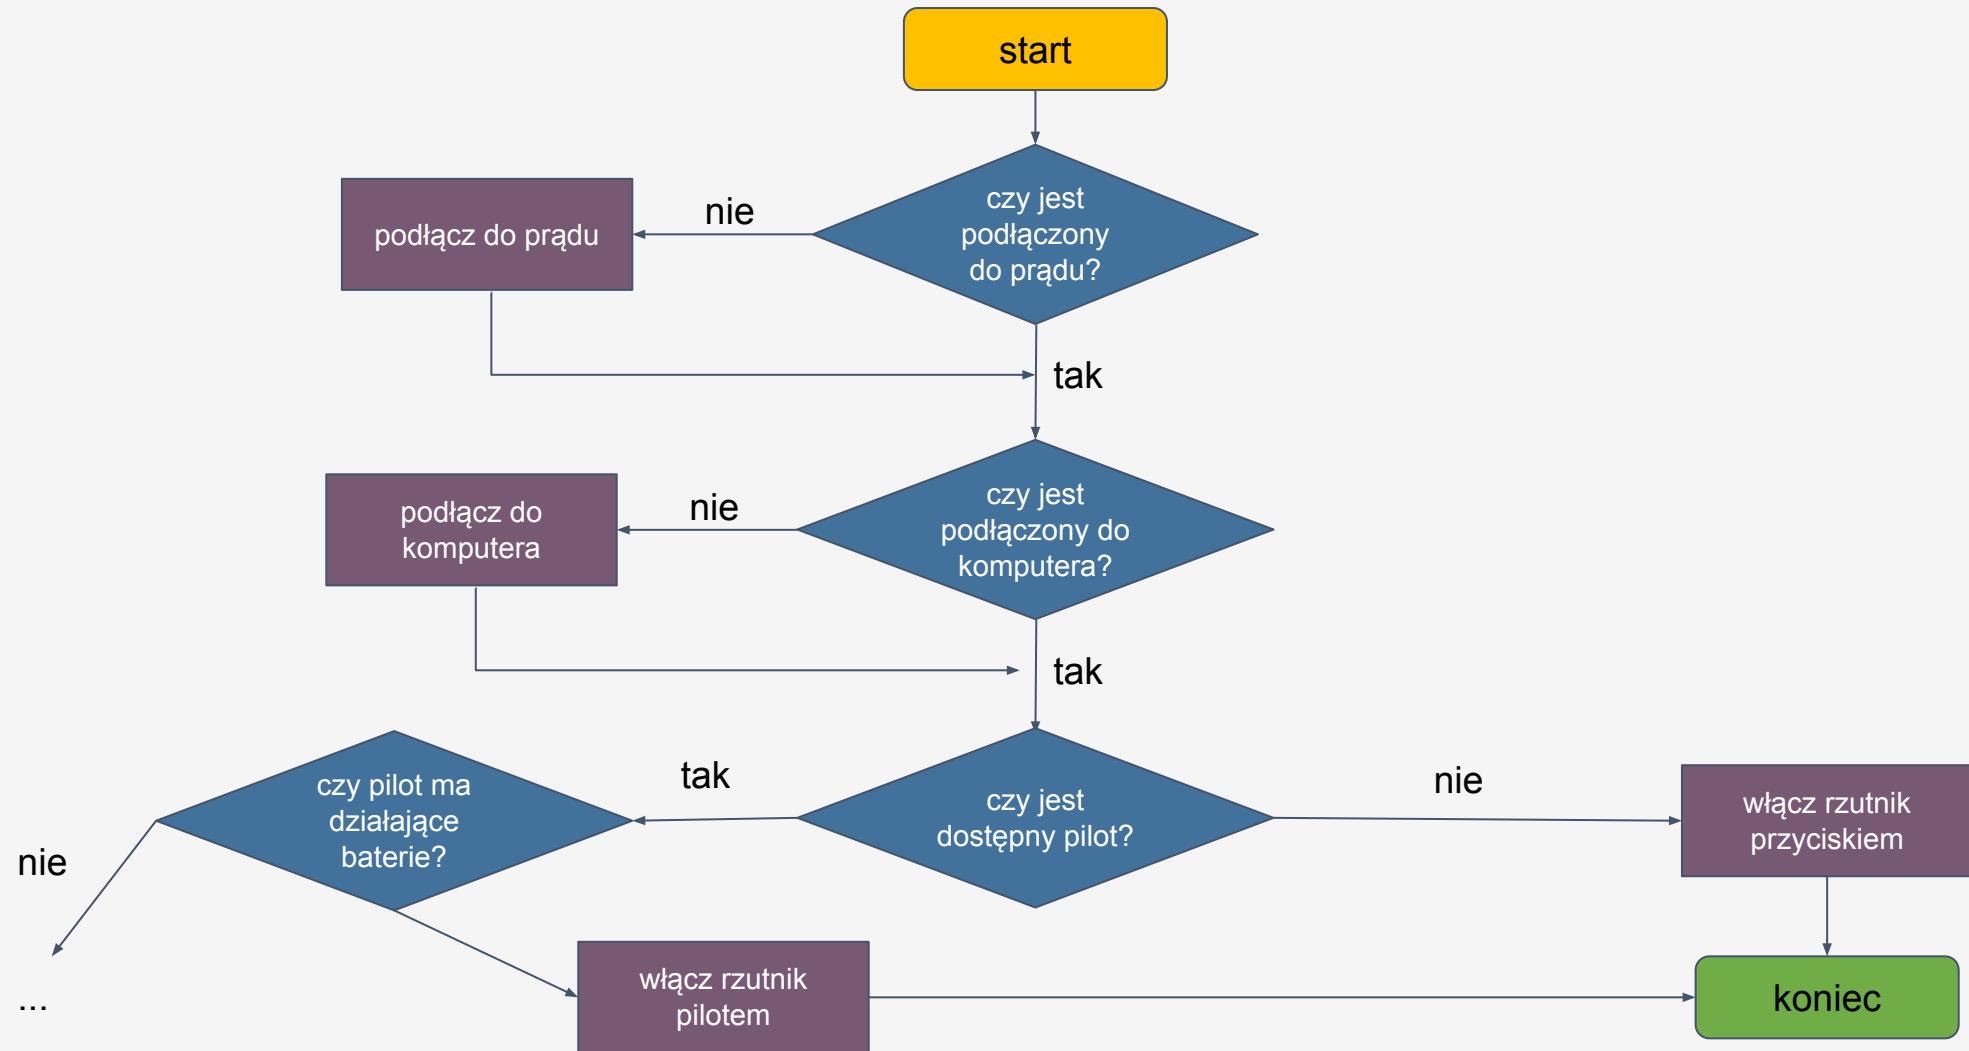 start
czy jest
podłączony
do prądu?
nie
podłącz do prądu
tak
czy jest
podłączony do
komputera?
nie
podłącz do
komputera
tak
czy jest
dostępny pilot?
tak
nie
czy pilot ma
działające
baterie?
włącz rzutnik
przyciskiem
nie
...
włącz rzutnik
pilotem
koniec